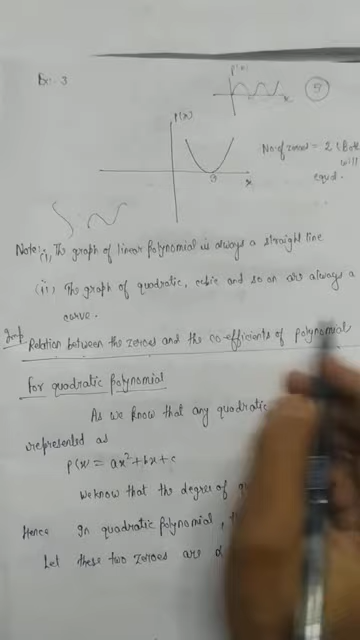 Ex:-3
P(x)
x
5
P(x)
No. of zeroes = 2 (Both
will
equal.
x
Note:- (i) The graph of linear Polynomial is always a straight line
(ii) The graph of quadratic, cubic and so on are always a
curve.
Imp Relation between the zeroes and the co-efficients of Polynomial
For quadratic Polynomial
As we know that any quadratic
represented as
P(x) = ax²+bx+c
We know that the degree of
Hence In quadratic Polynomial,
Let these two zeroes are α